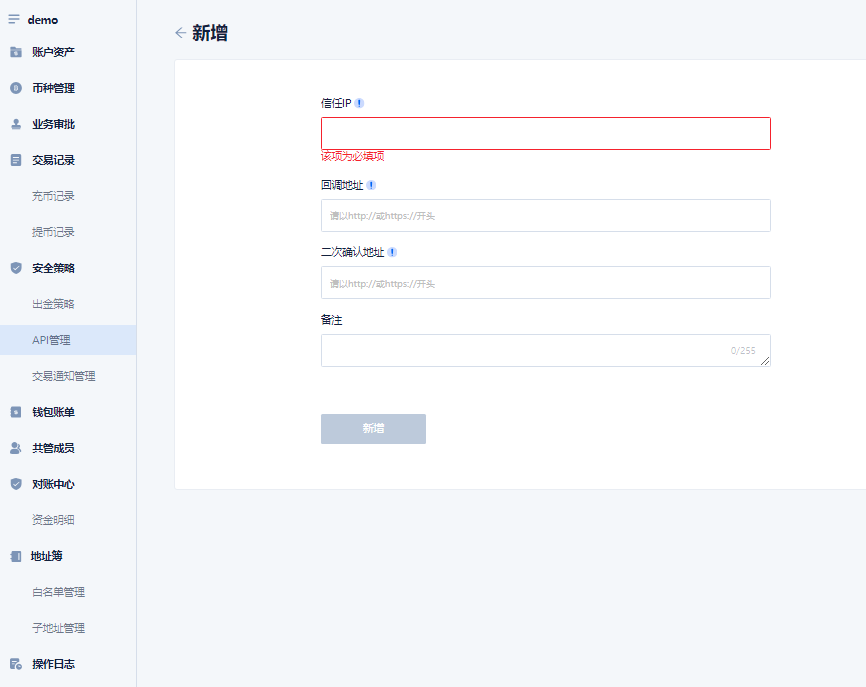 demo
账户资产
币种管理
业务审批
交易记录
充币记录
提币记录
安全策略
出金策略
API管理
交易通知管理
钱包账单
共管成员
对账中心
资金明细
地址簿
白名单管理
子地址管理
操作日志
新增
信任IP
该项为必填项
回调地址
请以http://或https://开头
二次确认地址
请以http://或https://开头
备注
0/255
新增